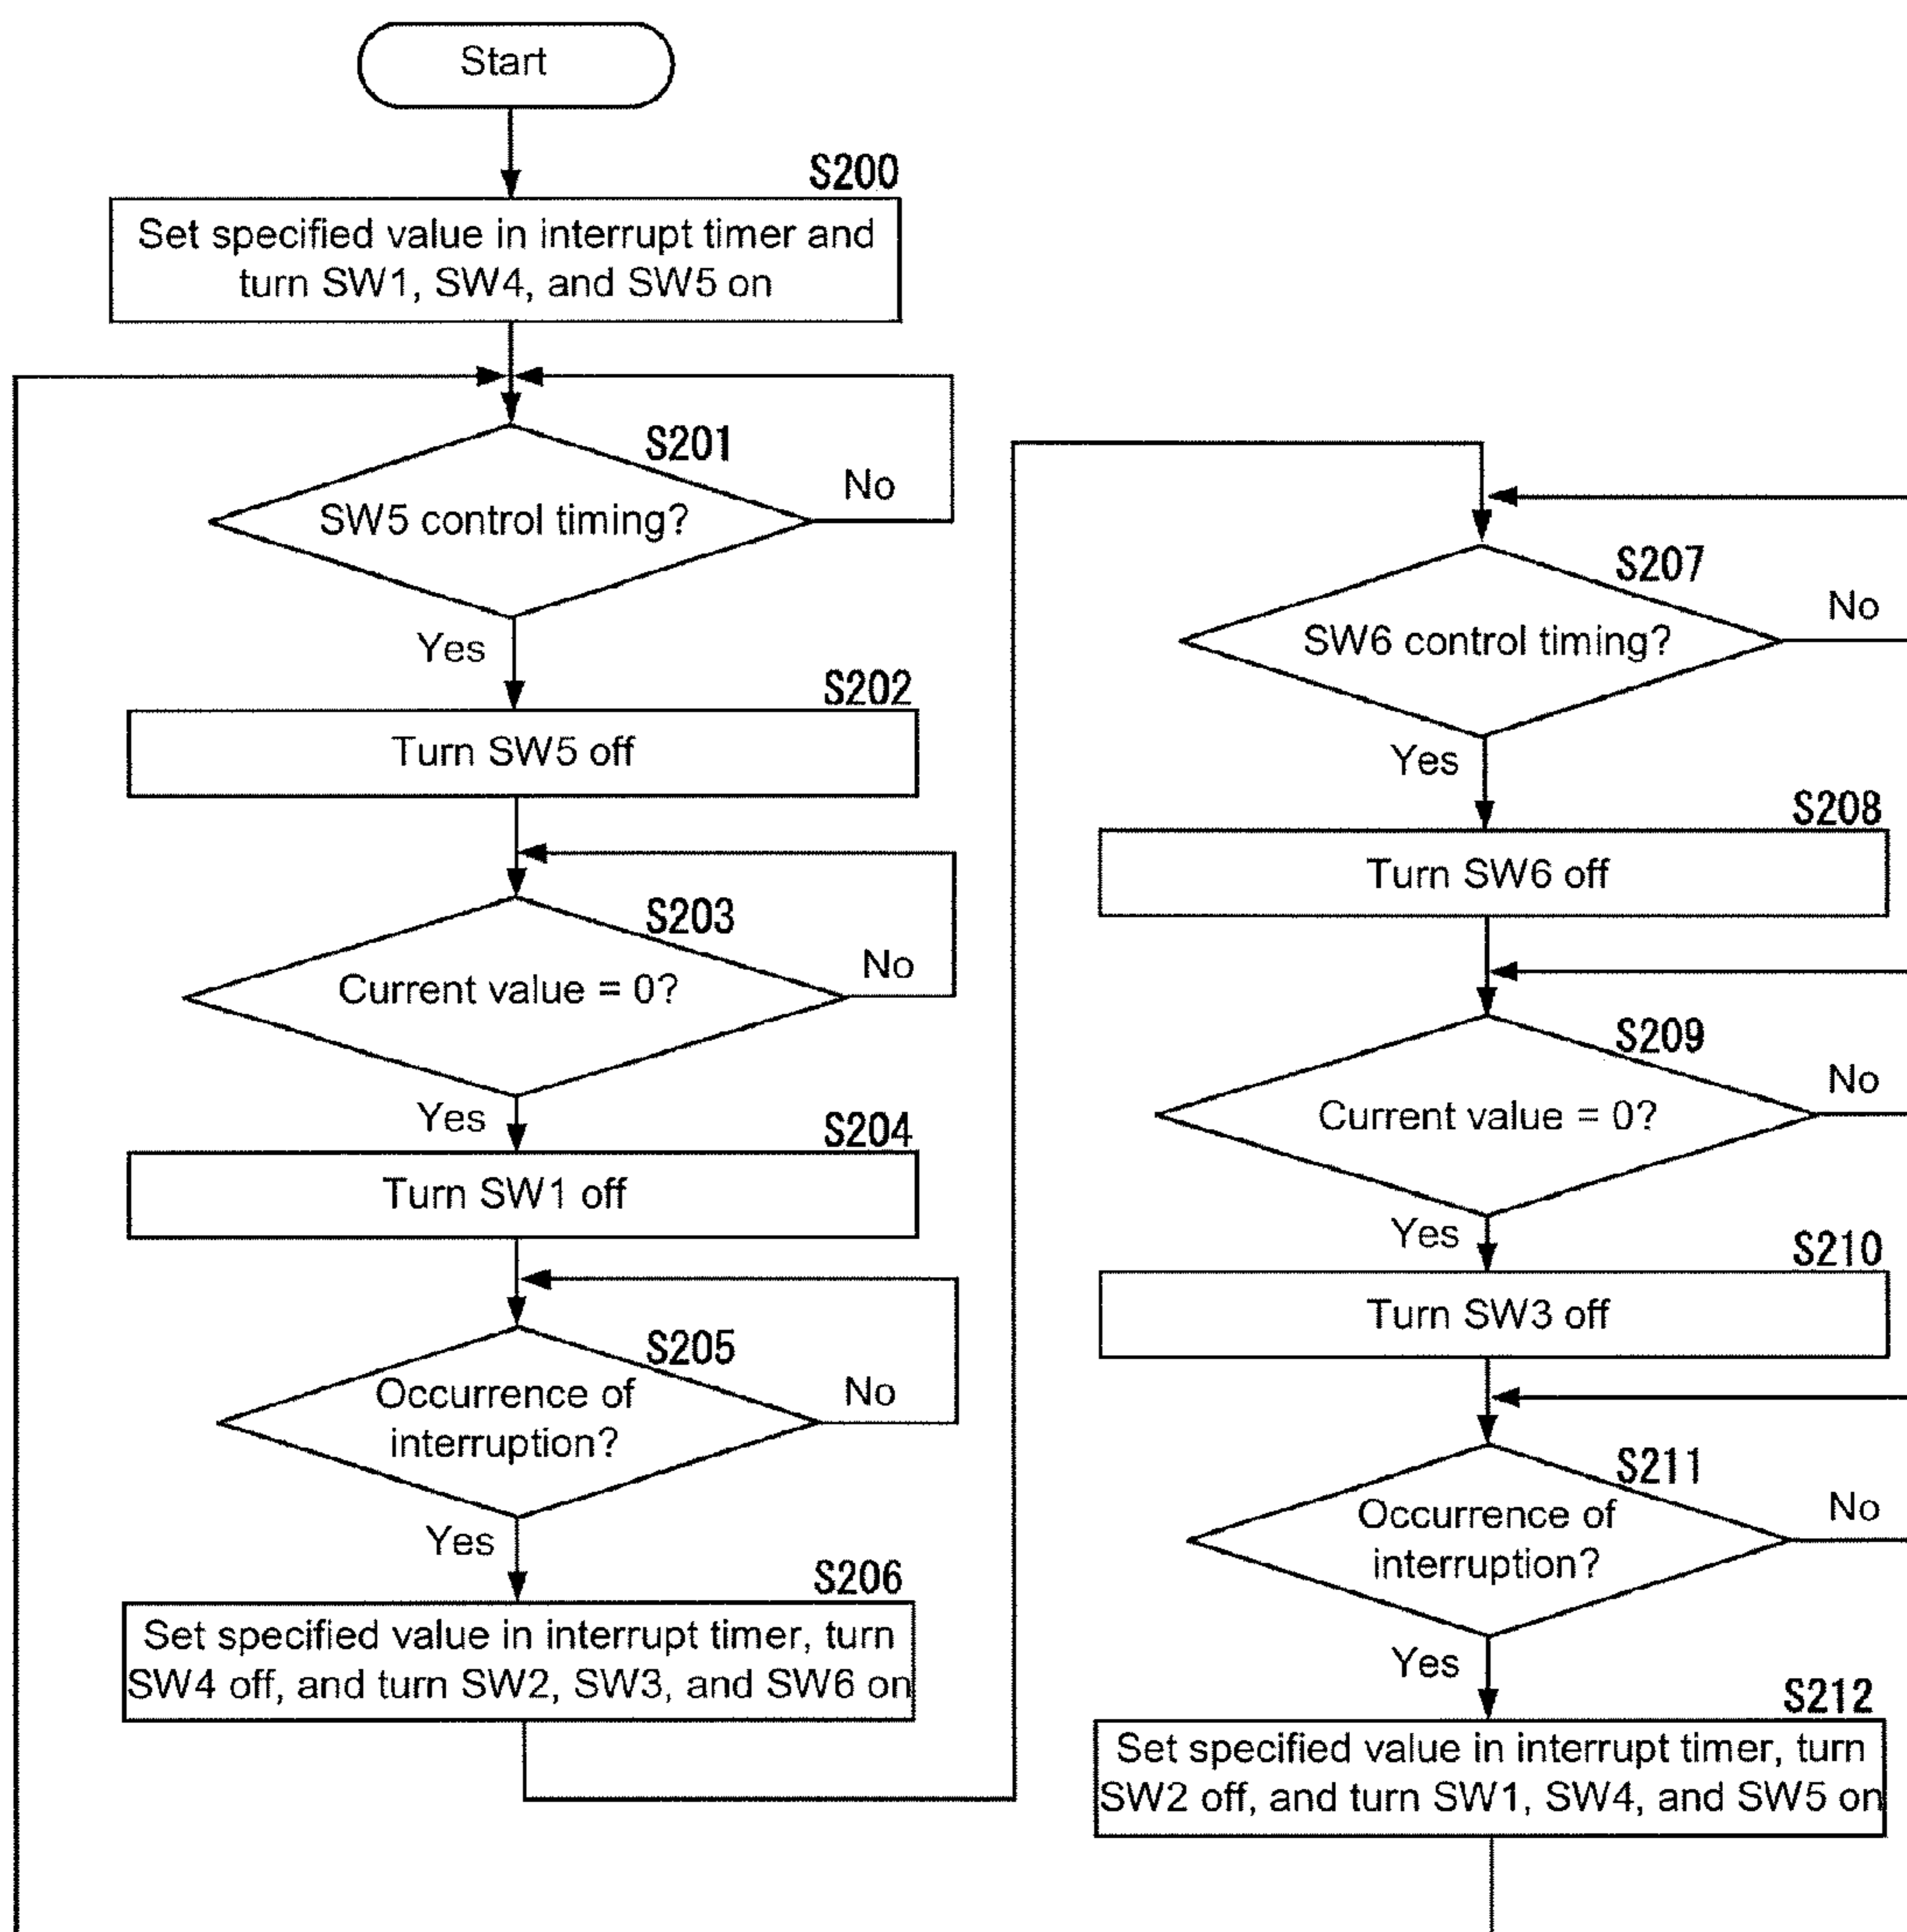 Start
S200
Set specified value in interrupt timer and
turn SW1, SW4, and SW5 on
S201
SW5 control timing?
No
Yes
S202
Turn SW5 off
S203
Current value = 0?
No
Yes
S204
Turn SW1 off
S205
Occurrence of
interruption?
No
Yes
S206
Set specified value in interrupt timer, turn
SW4 off, and turn SW2, SW3, and SW6 on
S207
SW6 control timing?
No
Yes
S208
Turn SW6 off
S209
Current value = 0?
No
Yes
S210
Turn SW3 off
S211
Occurrence of
interruption?
No
Yes
S212
Set specified value in interrupt timer, turn
SW2 off, and turn SW1, SW4, and SW5 on